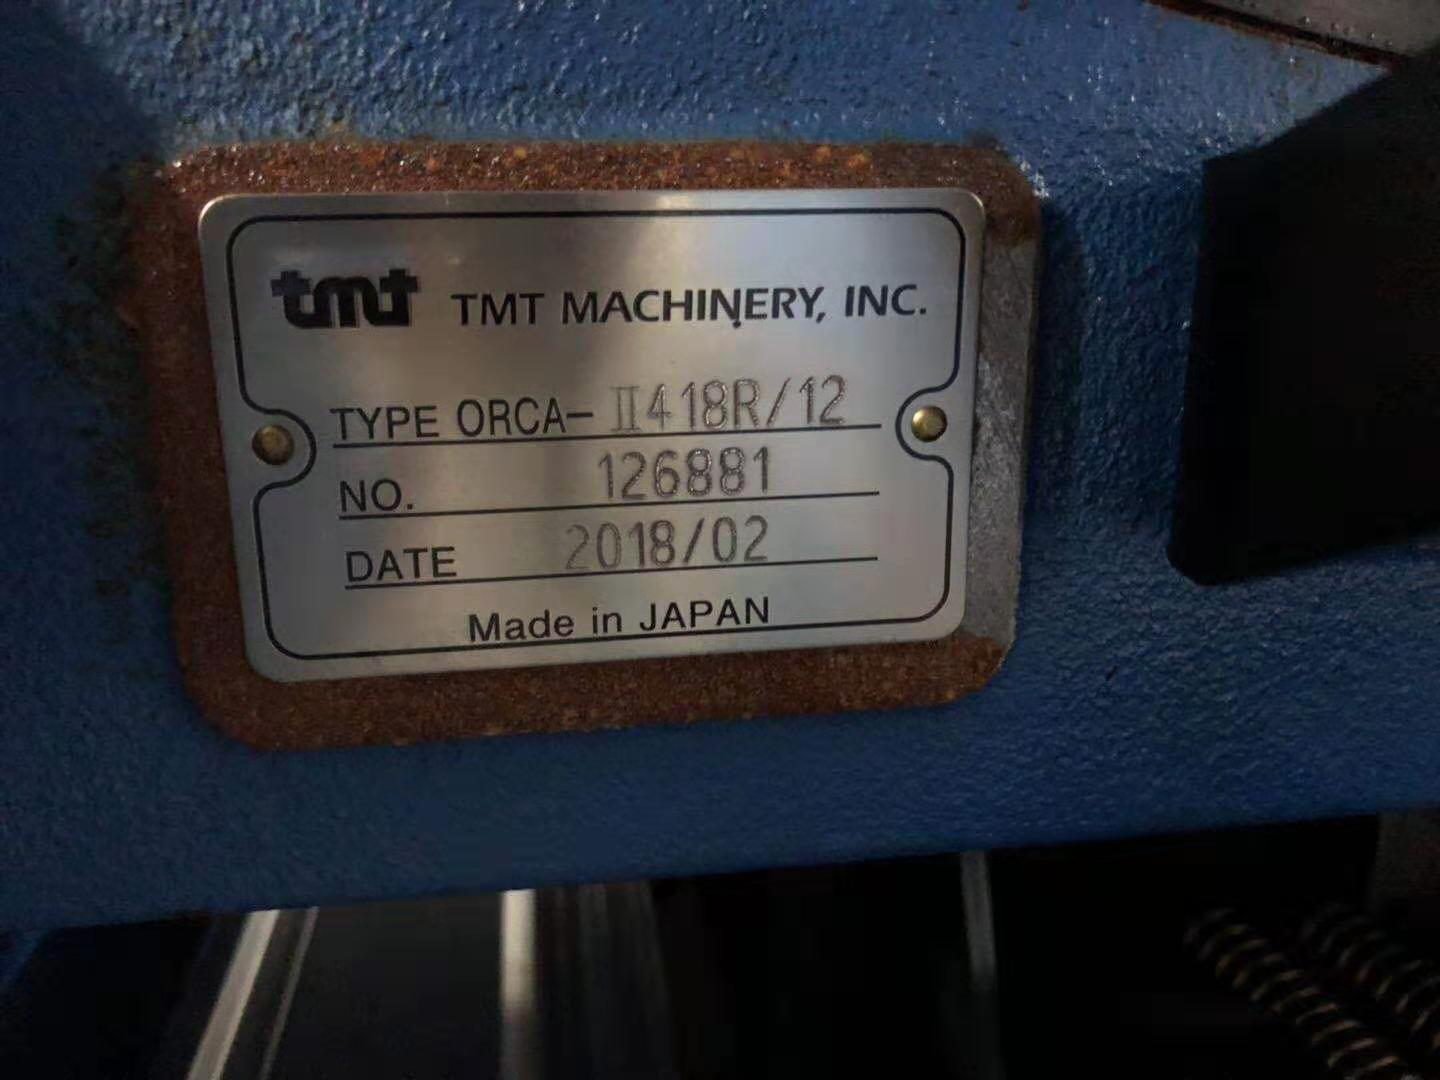 tmt TMT MACHINERY, INC.
TYPE ORCA-Ⅱ418R/12
NO. 126881
DATE 2018/02
Made in JAPAN